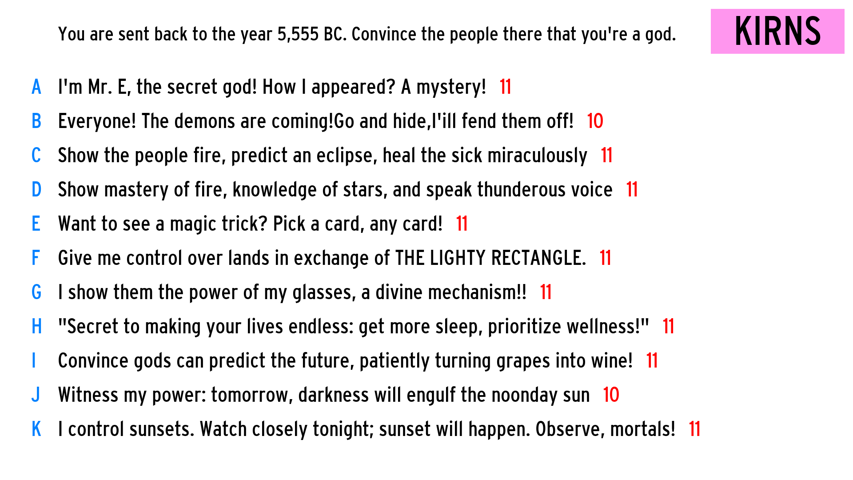 You are sent back to the year 5,555 BC. Convince the people there that you're a god.
KIRNS
A I'm Mr. E, the secret god! How I appeared? A mystery! 11
B Everyone! The demons are coming!Go and hide,I'ill fend them off! 10
C Show the people fire, predict an eclipse, heal the sick miraculously 11
D Show mastery of fire, knowledge of stars, and speak thunderous voice 11
E Want to see a magic trick? Pick a card, any card! 11
F Give me control over lands in exchange of THE LIGHTY RECTANGLE. 11
G I show them the power of my glasses, a divine mechanism!! 11
H "Secret to making your lives endless: get more sleep, prioritize wellness!" 11
I Convince gods can predict the future, patiently turning grapes into wine! 11
J Witness my power: tomorrow, darkness will engulf the noonday sun 10
K I control sunsets. Watch closely tonight; sunset will happen. Observe, mortals! 11